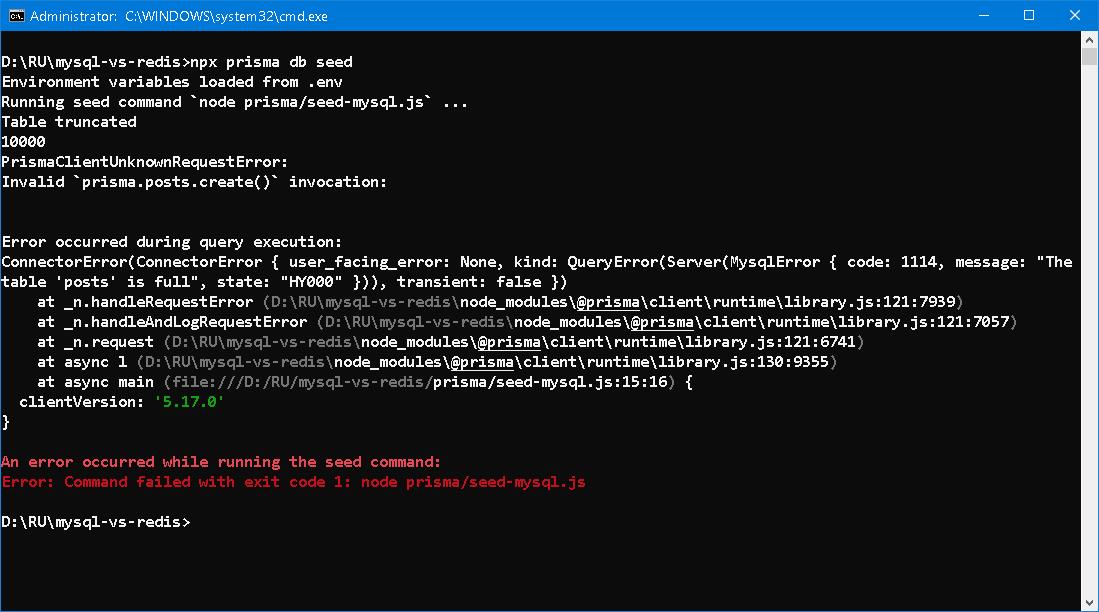 Administrator: C:\WINDOWS\system32\cmd.exe
D:\RU\mysql-vs-redis>npx prisma db seed
Environment variables loaded from .env
Running seed command `node prisma/seed-mysql.js` ...
Table truncated
10000
PrismaClientUnknownRequestError:
Invalid `prisma.posts.create()` invocation:
Error occurred during query execution:
ConnectorError(ConnectorError { user_facing_error: None, kind: QueryError(Server(MysqlError { code: 1114, message: "The
table 'posts' is full", state: "HY000" })), transient: false })
    at _n.handleRequestError (D:\RU\mysql-vs-redis\node_modules\@prisma\client\runtime\library.js:121:7939)
    at _n.handleAndLogRequestError (D:\RU\mysql-vs-redis\node_modules\@prisma\client\runtime\library.js:121:7057)
    at _n.request (D:\RU\mysql-vs-redis\node_modules\@prisma\client\runtime\library.js:121:6741)
    at async l (D:\RU\mysql-vs-redis\node_modules\@prisma\client\runtime\library.js:130:9355)
    at async main (file:///D:/RU/mysql-vs-redis/prisma/seed-mysql.js:15:16) {
  clientVersion: '5.17.0'
}
An error occurred while running the seed command:
Error: Command failed with exit code 1: node prisma/seed-mysql.js
D:\RU\mysql-vs-redis>